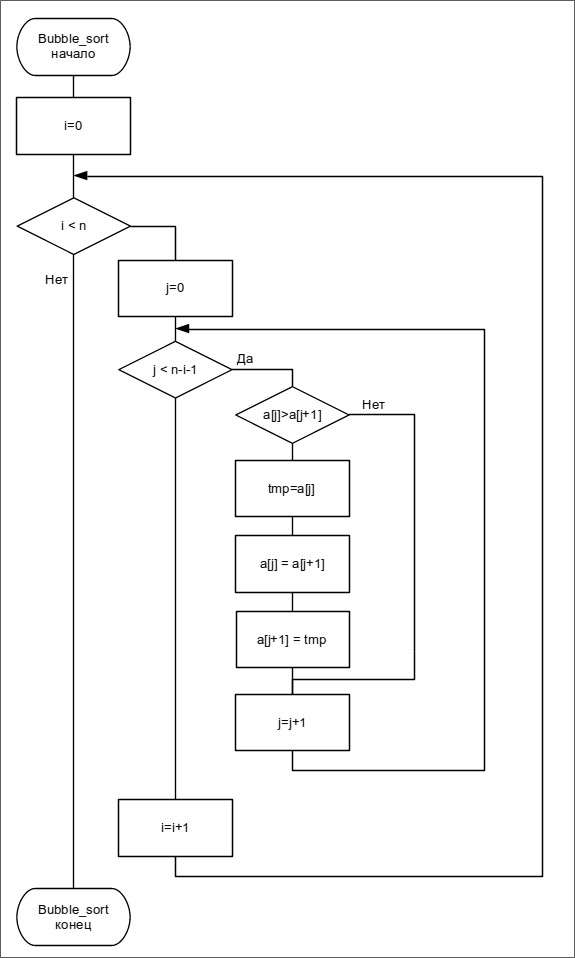 Bubble_sort
начало
i=0
i < n
Нет
j=0
j < n-i-1
Да
a[j]>a[j+1]
Нет
tmp=a[j]
a[j] = a[j+1]
a[j+1] = tmp
j=j+1
i=i+1
Bubble_sort
конец